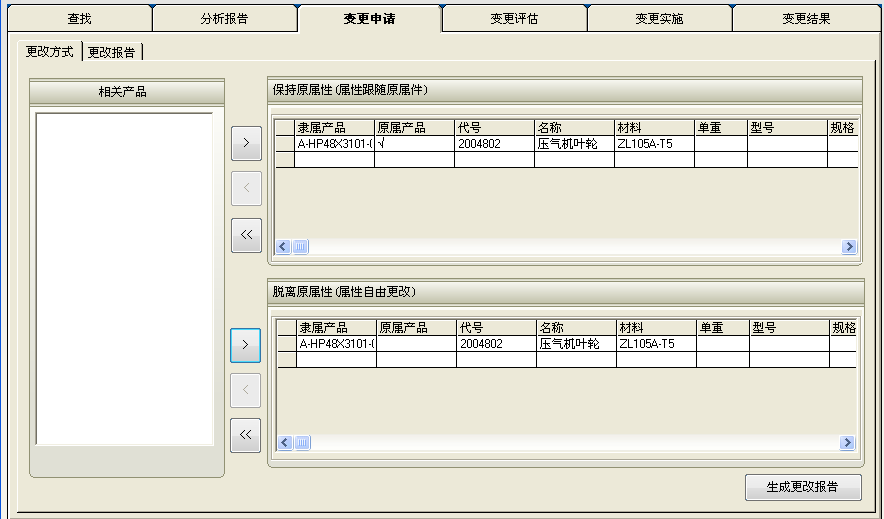 查找 分析报告 变更申请 变更评估 变更实施 变更结果
更改方式 更改报告
相关产品
保持原属性(属性跟随原属件)
隶属产品 原属产品 代号 名称 材料 单重 型号 规格
A-HP48X3101-( √ 2004802 压气机叶轮 ZL105A-T5
>
<
<<
脱离原属性(属性自由更改)
隶属产品 原属产品 代号 名称 材料 单重 型号 规格
A-HP48X3101-( 2004802 压气机叶轮 ZL105A-T5
>
<
<<
生成更改报告